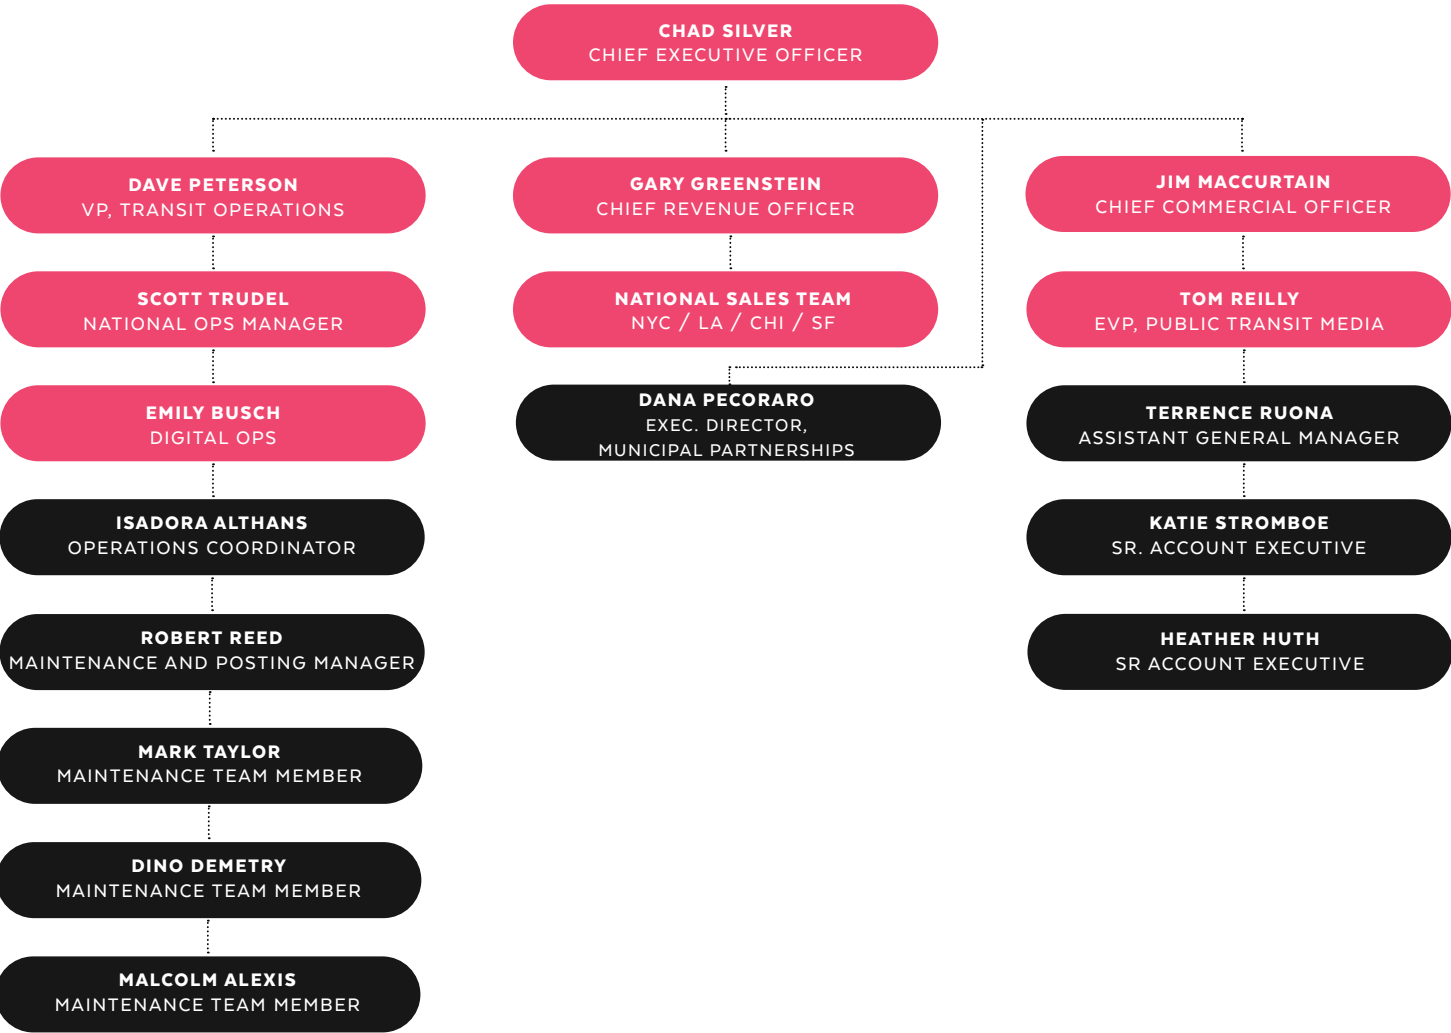 CHAD SILVER
CHIEF EXECUTIVE OFFICER
DAVE PETERSON
VP, TRANSIT OPERATIONS
GARY GREENSTEIN
CHIEF REVENUE OFFICER
JIM MACCURTAIN
CHIEF COMMERCIAL OFFICER
SCOTT TRUDEL
NATIONAL OPS MANAGER
NATIONAL SALES TEAM
NYC / LA / CHI / SF
TOM REILLY
EVP, PUBLIC TRANSIT MEDIA
EMILY BUSCH
DIGITAL OPS
DANA PECORARO
EXEC. DIRECTOR,
MUNICIPAL PARTNERSHIPS
TERRENCE RUONA
ASSISTANT GENERAL MANAGER
ISADORA ALTHANS
OPERATIONS COORDINATOR
KATIE STROMBOE
SR. ACCOUNT EXECUTIVE
ROBERT REED
MAINTENANCE AND POSTING MANAGER
HEATHER HUTH
SR ACCOUNT EXECUTIVE
MARK TAYLOR
MAINTENANCE TEAM MEMBER
DINO DEMETRY
MAINTENANCE TEAM MEMBER
MALCOLM ALEXIS
MAINTENANCE TEAM MEMBER